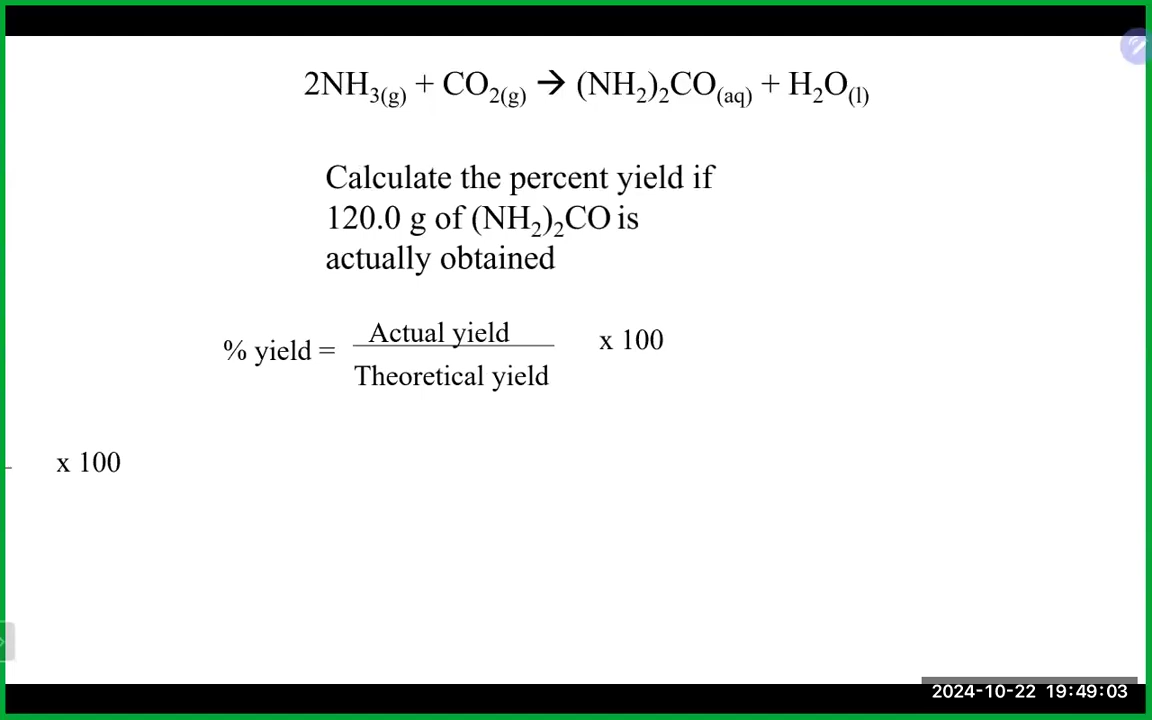 2NH₃(g) + CO₂(g) → (NH₂)₂CO(aq) + H₂O(l)
Calculate the percent yield if
120.0 g of (NH₂)₂CO is
actually obtained
% yield = Actual yield x 100
Theoretical yield
x 100
2024-10-22 19:49:03